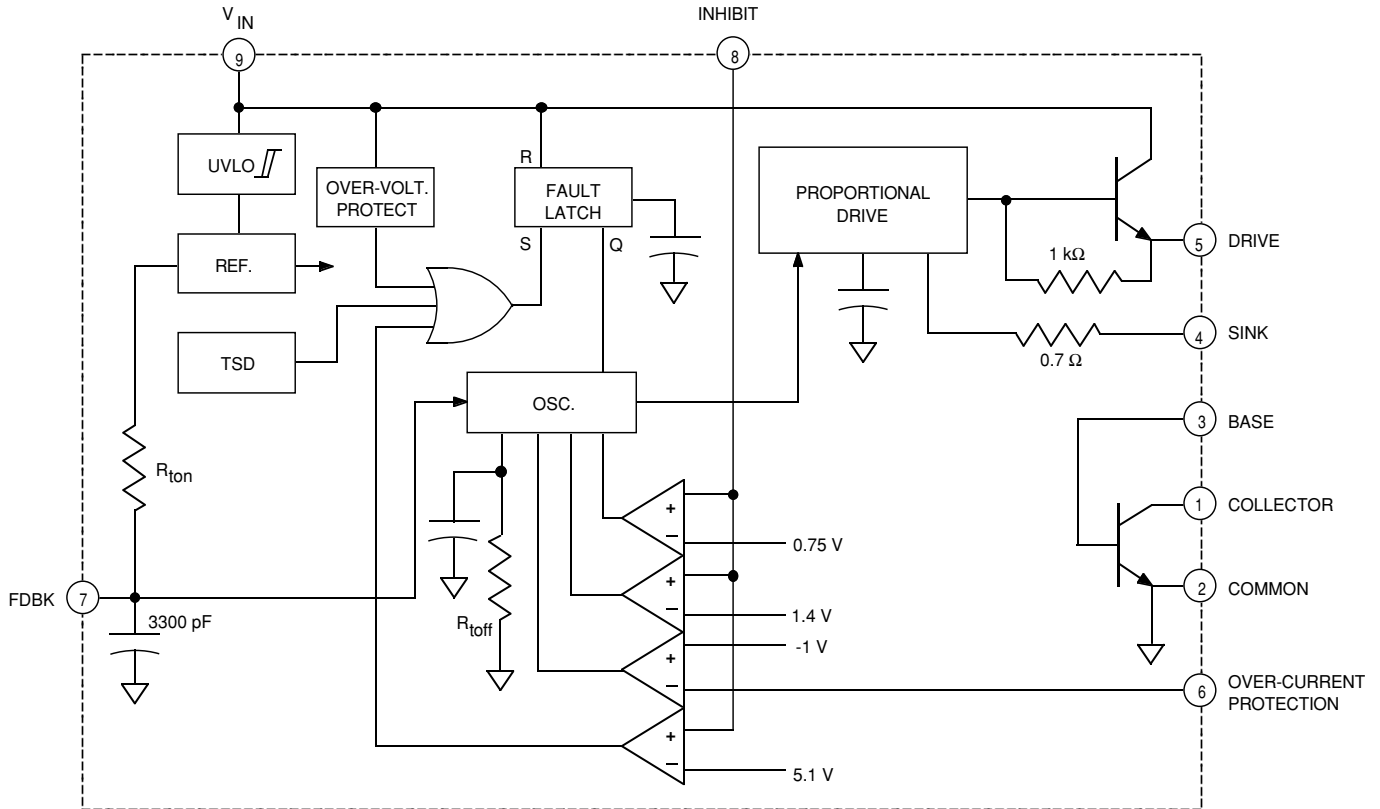 V IN
INHIBIT
9
8
R
UVLO
OVER-VOLT.
PROTECT
FAULT
LATCH
PROPORTIONAL
DRIVE
S
Q
5
DRIVE
1 kΩ
REF.
4
SINK
0.7 Ω
TSD
OSC.
3
BASE
Rton
+
–
0.75 V
1
COLLECTOR
+
–
1.4 V
2
COMMON
FDBK
7
3300 pF
Rtoff
+
–
-1 V
6
OVER-CURRENT
PROTECTION
+
–
5.1 V